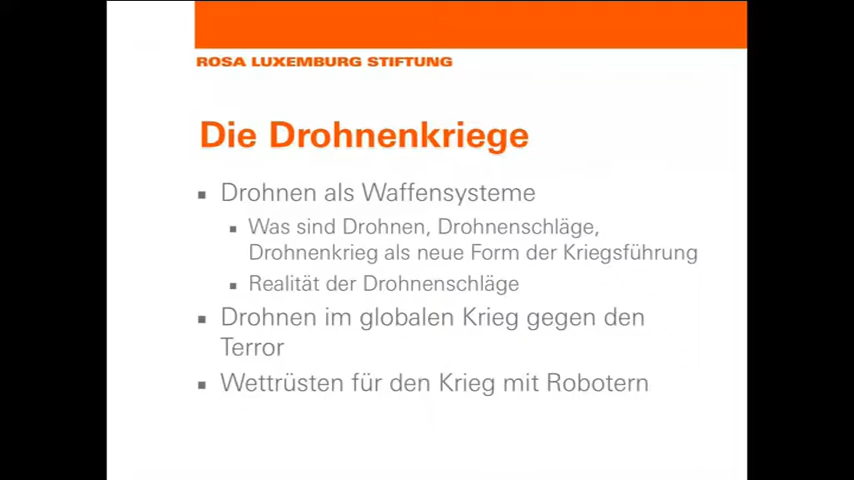 ROSA LUXEMBURG STIFTUNG
Die Drohnenkriege
Drohnen als Waffensysteme
Was sind Drohnen, Drohnenschläge,
Drohnenkrieg als neue Form der Kriegsführung
Realität der Drohnenschläge
Drohnen im globalen Krieg gegen den
Terror
Wettrüsten für den Krieg mit Robotern